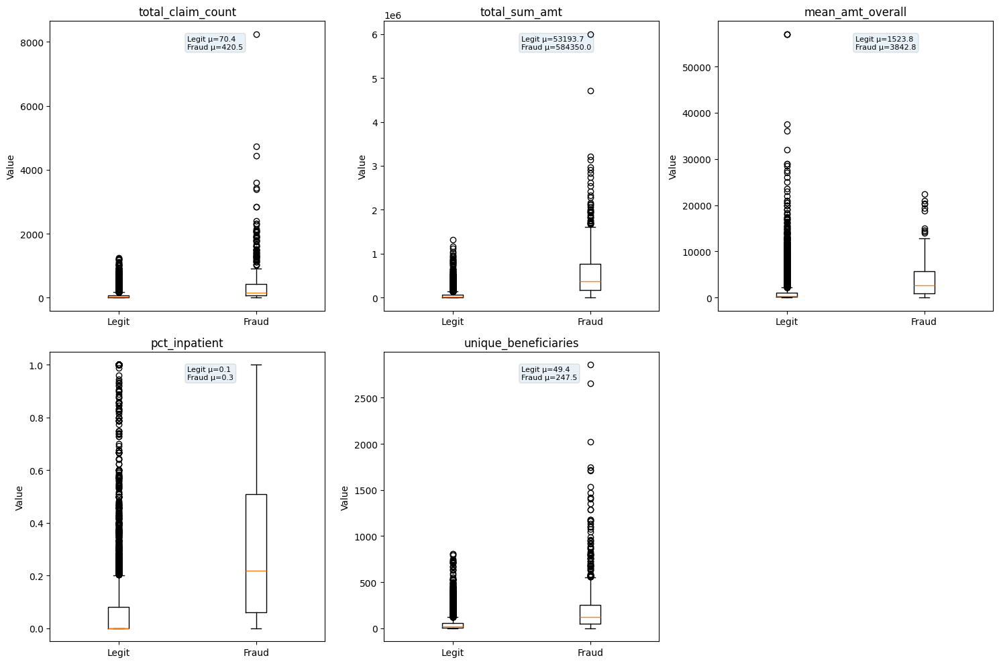 total_claim_count
Legit μ=70.4
Fraud μ=420.5
Value
8000
6000
4000
2000
0
Legit Fraud
total_sum_amt
1e6
Legit μ=53193.7
Fraud μ=584350.0
Value
6
5
4
3
2
1
0
Legit Fraud
mean_amt_overall
Legit μ=1523.8
Fraud μ=3842.8
Value
50000
40000
30000
20000
10000
0
Legit Fraud
pct_inpatient
Legit μ=0.1
Fraud μ=0.3
Value
1.0
0.8
0.6
0.4
0.2
0.0
Legit Fraud
unique_beneficiaries
Legit μ=49.4
Fraud μ=247.5
Value
2500
2000
1500
1000
500
0
Legit Fraud